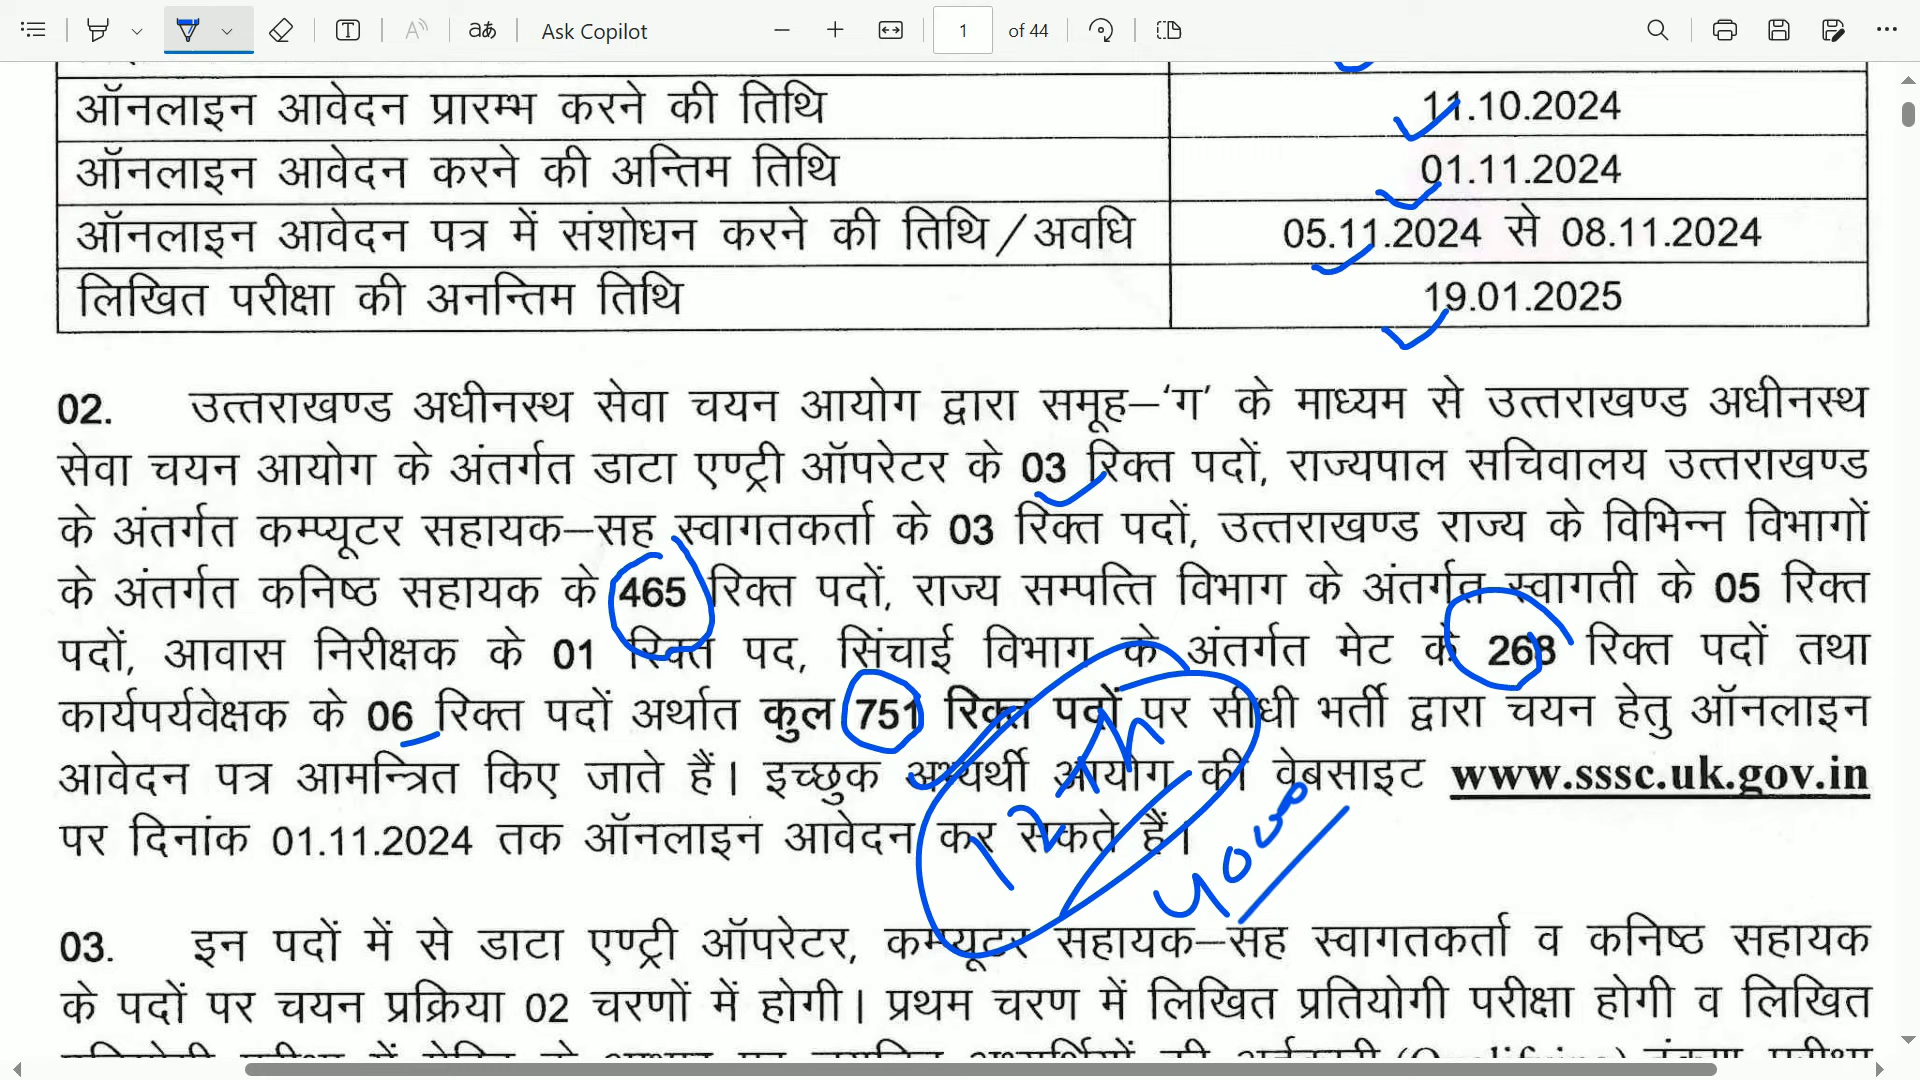 Ask Copilot 1 of 44
ऑनलाइन आवेदन प्रारम्भ करने की तिथि 11.10.2024
ऑनलाइन आवेदन करने की अन्तिम तिथि 01.11.2024
ऑनलाइन आवेदन पत्र में संशोधन करने की तिथि/अवधि 05.11.2024 से 08.11.2024
लिखित परीक्षा की अनन्तिम तिथि 19.01.2025
02. उत्तराखण्ड अधीनस्थ सेवा चयन आयोग द्वारा समूह–‘ग’ के माध्यम से उत्तराखण्ड अधीनस्थ
सेवा चयन आयोग के अंतर्गत डाटा एण्ट्री ऑपरेटर के 03 रिक्त पदों, राज्यपाल सचिवालय उत्तराखण्ड
के अंतर्गत कम्प्यूटर सहायक–सह स्वागतकर्ता के 03 रिक्त पदों, उत्तराखण्ड राज्य के विभिन्न विभागों
के अंतर्गत कनिष्ठ सहायक के 465 रिक्त पदों, राज्य सम्पत्ति विभाग के अंतर्गत स्वागती के 05 रिक्त
पदों, आवास निरीक्षक के 01 रिक्त पद, सिंचाई विभाग के अंतर्गत मेट के 268 रिक्त पदों तथा
कार्यपर्यवेक्षक के 06 रिक्त पदों अर्थात कुल 751 रिक्त पदों पर सीधी भर्ती द्वारा चयन हेतु ऑनलाइन
आवेदन पत्र आमन्त्रित किए जाते हैं। इच्छुक अभ्यर्थी आयोग की वेबसाइट www.sssc.uk.gov.in
पर दिनांक 01.11.2024 तक ऑनलाइन आवेदन कर सकते हैं।
12th
03. इन पदों में से डाटा एण्ट्री ऑपरेटर, कम्प्यूटर सहायक–सह स्वागतकर्ता व कनिष्ठ सहायक
के पदों पर चयन प्रक्रिया 02 चरणों में होगी। प्रथम चरण में लिखित प्रतियोगी परीक्षा होगी व लिखित